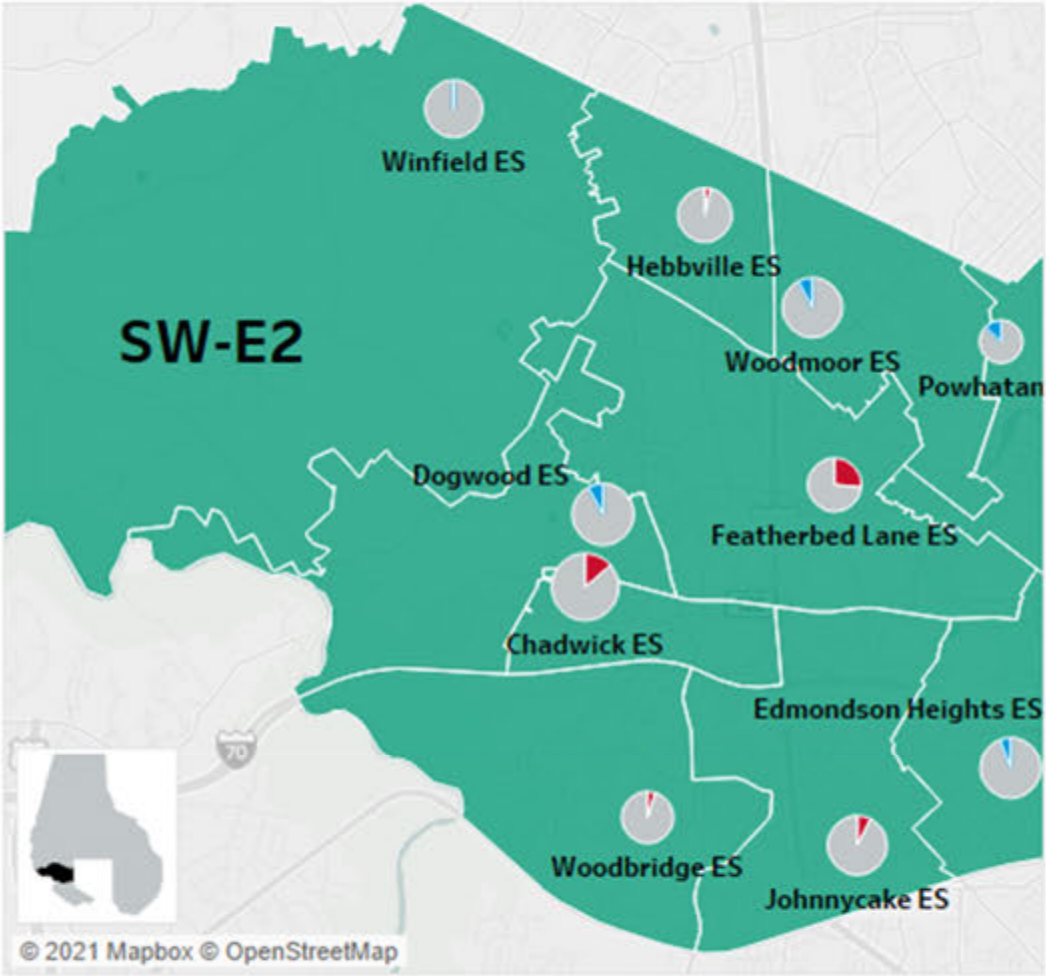 Winfield ES
Hebbville ES
SW-E2
Woodmoor ES
Powhatan
Dogwood ES
Featherbed Lane ES
Chadwick ES
Edmondson Heights ES
70
Woodbridge ES
Johnnycake ES
© 2021 Mapbox © OpenStreetMap